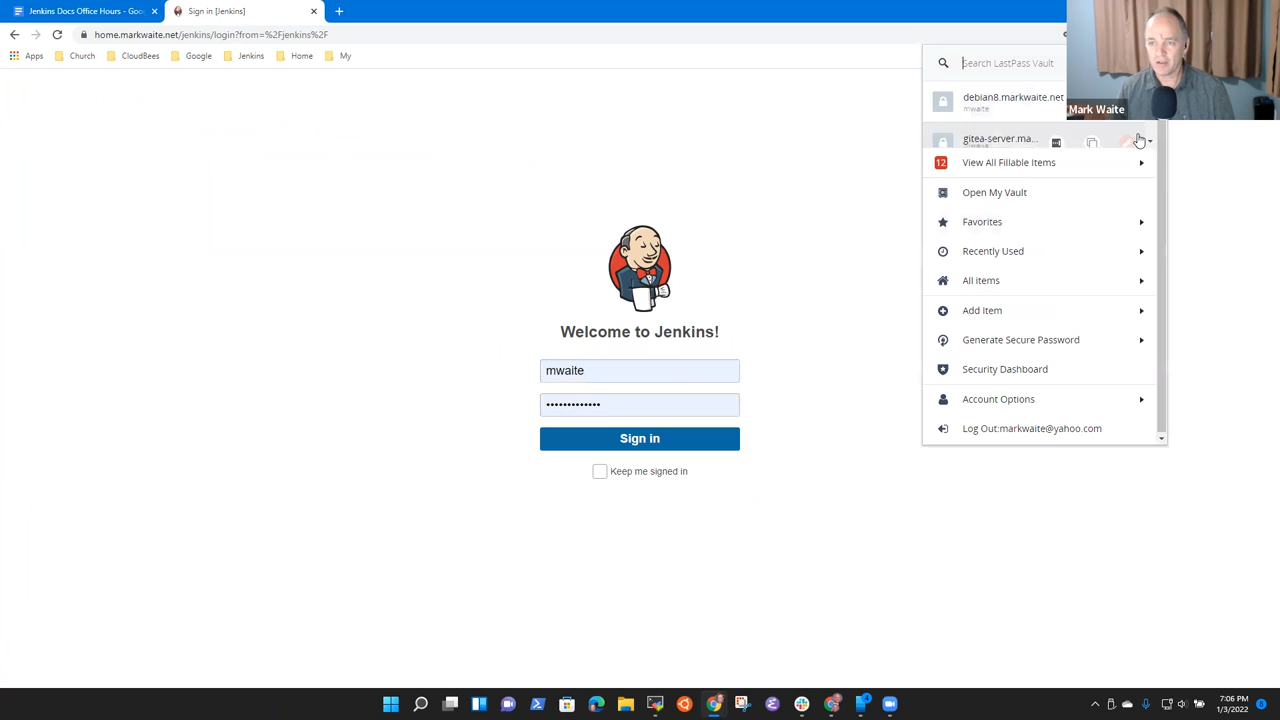 Jenkins Docs Office Hours - Goo
Sign in [Jenkins]
home.markwaite.net/jenkins/login?from=%2Fjenkins%2F
Apps
Church
CloudBees
Google
Jenkins
Home
My
Search LastPass Vault
debian8.markwaite.net
mwaite
Mark Waite
gitea-server.ma...
12
View All Fillable Items
Open My Vault
Favorites
Recently Used
All items
Add Item
Generate Secure Password
Security Dashboard
Account Options
Log Out:markwaite@yahoo.com
Welcome to Jenkins!
mwaite
•••••••••••••
Sign in
Keep me signed in
7:06 PM
1/3/2022